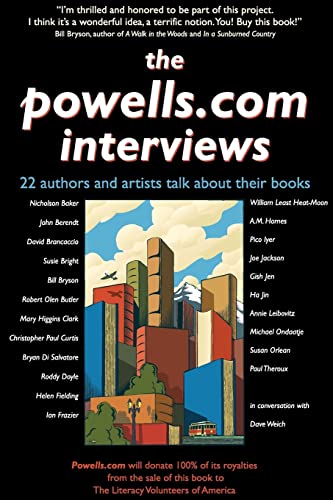 “I’m thrilled and honored to be part of this project.
I think it’s a wonderful idea, a terrific notion. You! Buy this book!”
Bill Bryson, author of A Walk in the Woods and In a Sunburned Country
the
powells.com
interviews
22 authors and artists talk about their books
Nicholson Baker
John Berendt
David Brancaccio
Susie Bright
Bill Bryson
Robert Olen Butler
Mary Higgins Clark
Christopher Paul Curtis
Bryan Di Salvatore
Roddy Doyle
Helen Fielding
Ian Frazier
William Least Heat-Moon
A.M. Homes
Pico Iyer
Joe Jackson
Gish Jen
Ha Jin
Annie Leibovitz
Michael Ondaatje
Susan Orlean
Paul Theroux
in conversation with
Dave Weich
Powells.com will donate 100% of its royalties
from the sale of this book to
The Literacy Volunteers of America